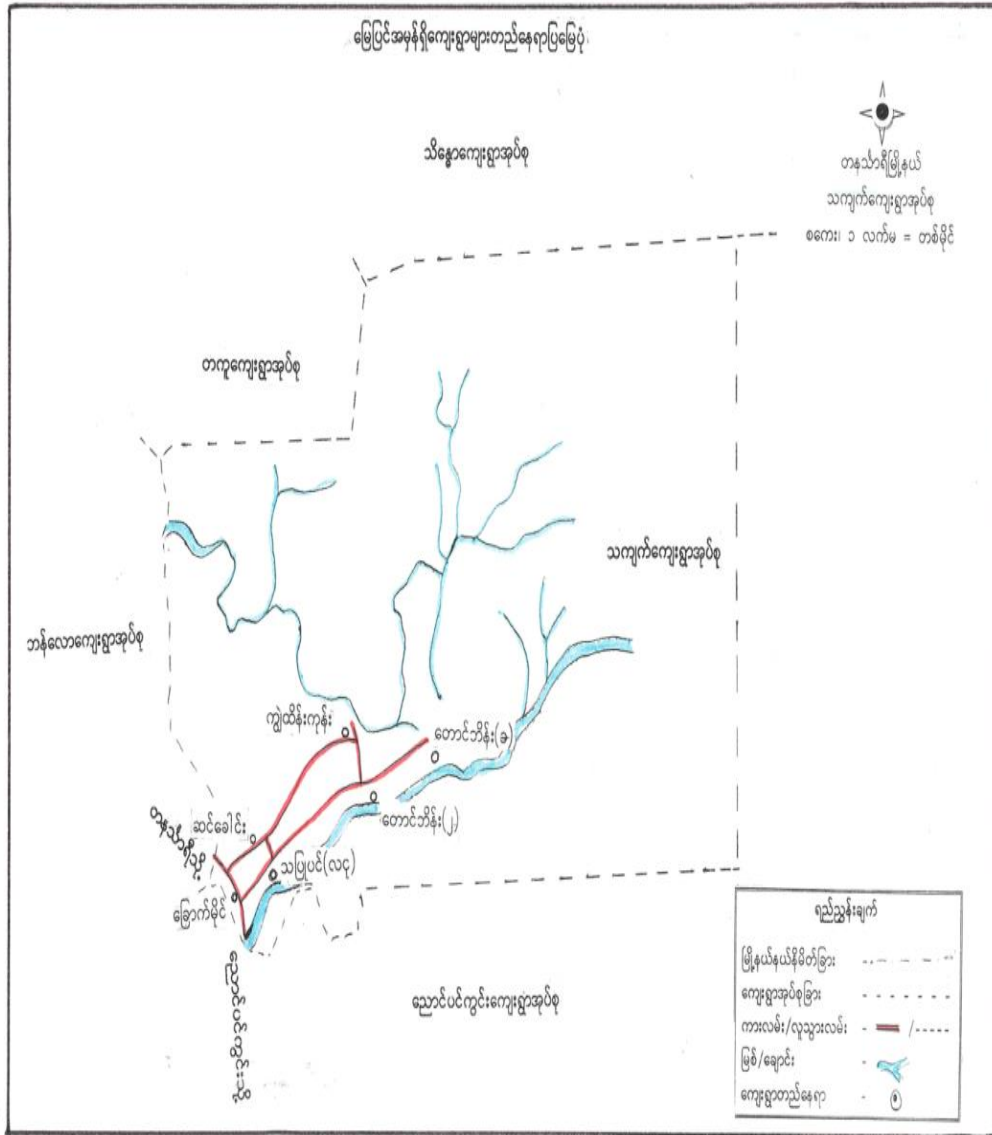 မြေပြင်အမှန်ရှိကျေးရွာများတည်နေရာပြမြေပုံ
သိန္ဓောကျေးရွာအုပ်စု
တနင်္သာရီမြို့နယ်
သကျက်ကျေးရွာအုပ်စု
စကေး၊ ၁ လက်မ = တစ်မိုင်
တကူကျေးရွာအုပ်စု
သကျက်ကျေးရွာအုပ်စု
ဘန်လောကျေးရွာအုပ်စု
ကျွဲထိန်းကုန်း
တောင်ဘိန်း(ခ)
တောင်ဘိန်း(၂)
ဆင်ခေါင်း
တနင်္သာရီသို့
သပြုပင်(လငု)
ခြောက်မိုင်
ညောင်ပင်ကွင်းသို့
ညောင်ပင်ကွင်းကျေးရွာအုပ်စု
ရည်ညွှန်းချက်
မြို့နယ်နယ်နိမိတ်ခြား
ကျေးရွာအုပ်စုခြား
ကားလမ်း/လူသွားလမ်း
မြစ်/ချောင်း
ကျေးရွာတည်နေရာ